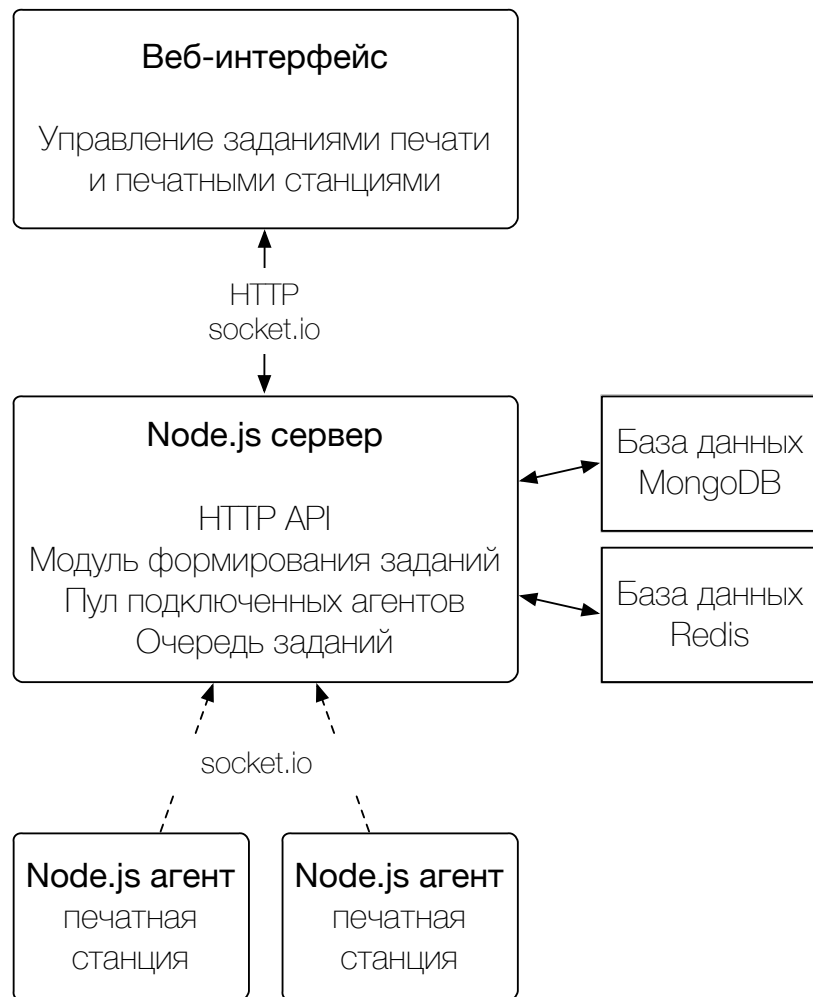 Веб-интерфейс
Управление заданиями печати
и печатными станциями
HTTP
socket.io
Node.js сервер
HTTP API
Модуль формирования заданий
Пул подключенных агентов
Очередь заданий
База данных
MongoDB
База данных
Redis
socket.io
Node.js агент
печатная
станция
Node.js агент
печатная
станция